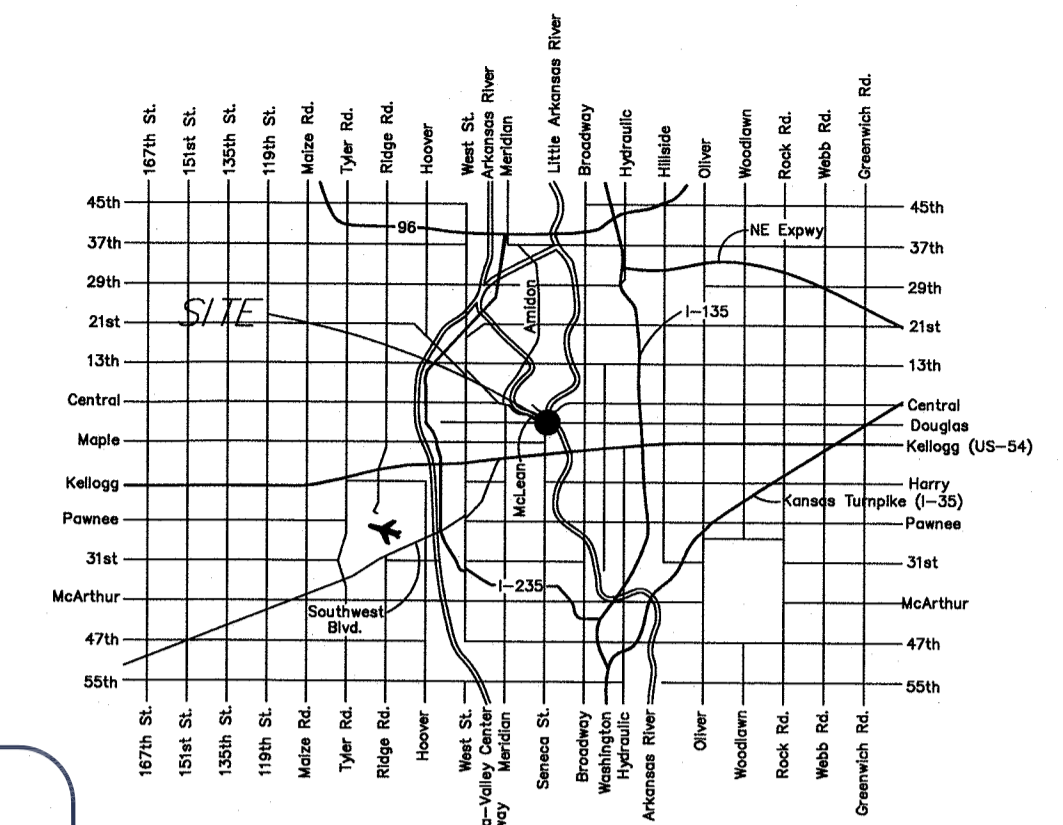 167th St.
151st St.
135th St.
119th St.
Maize Rd.
Tyler Rd.
Ridge Rd.
Hoover
West St.
Arkansas River
Meridian
Little Arkansas River
Broadway
Hydraulic
Hillside
Oliver
Woodlawn
Rock Rd.
Webb Rd.
Greenwich Rd.
45th
37th
29th
21st
13th
Central
Maple
Kellogg
Pawnee
31st
McArthur
47th
55th
96
SITE
Amidon
NE Expwy
I-135
McLean
Kansas Turnpike (I-35)
I-235
Southwest
Blvd.
45th
37th
29th
21st
13th
Central
Douglas
Kellogg (US-54)
Harry
Pawnee
31st
McArthur
47th
55th
167th St.
151st St.
135th St.
119th St.
Maize Rd.
Tyler Rd.
Ridge Rd.
Hoover
West St.
a-Valley Center
way
Meridian
Seneca St.
Broadway
Washington
Hydraulic
Arkansas River
Oliver
Woodlawn
Rock Rd.
Webb Rd.
Greenwich Rd.